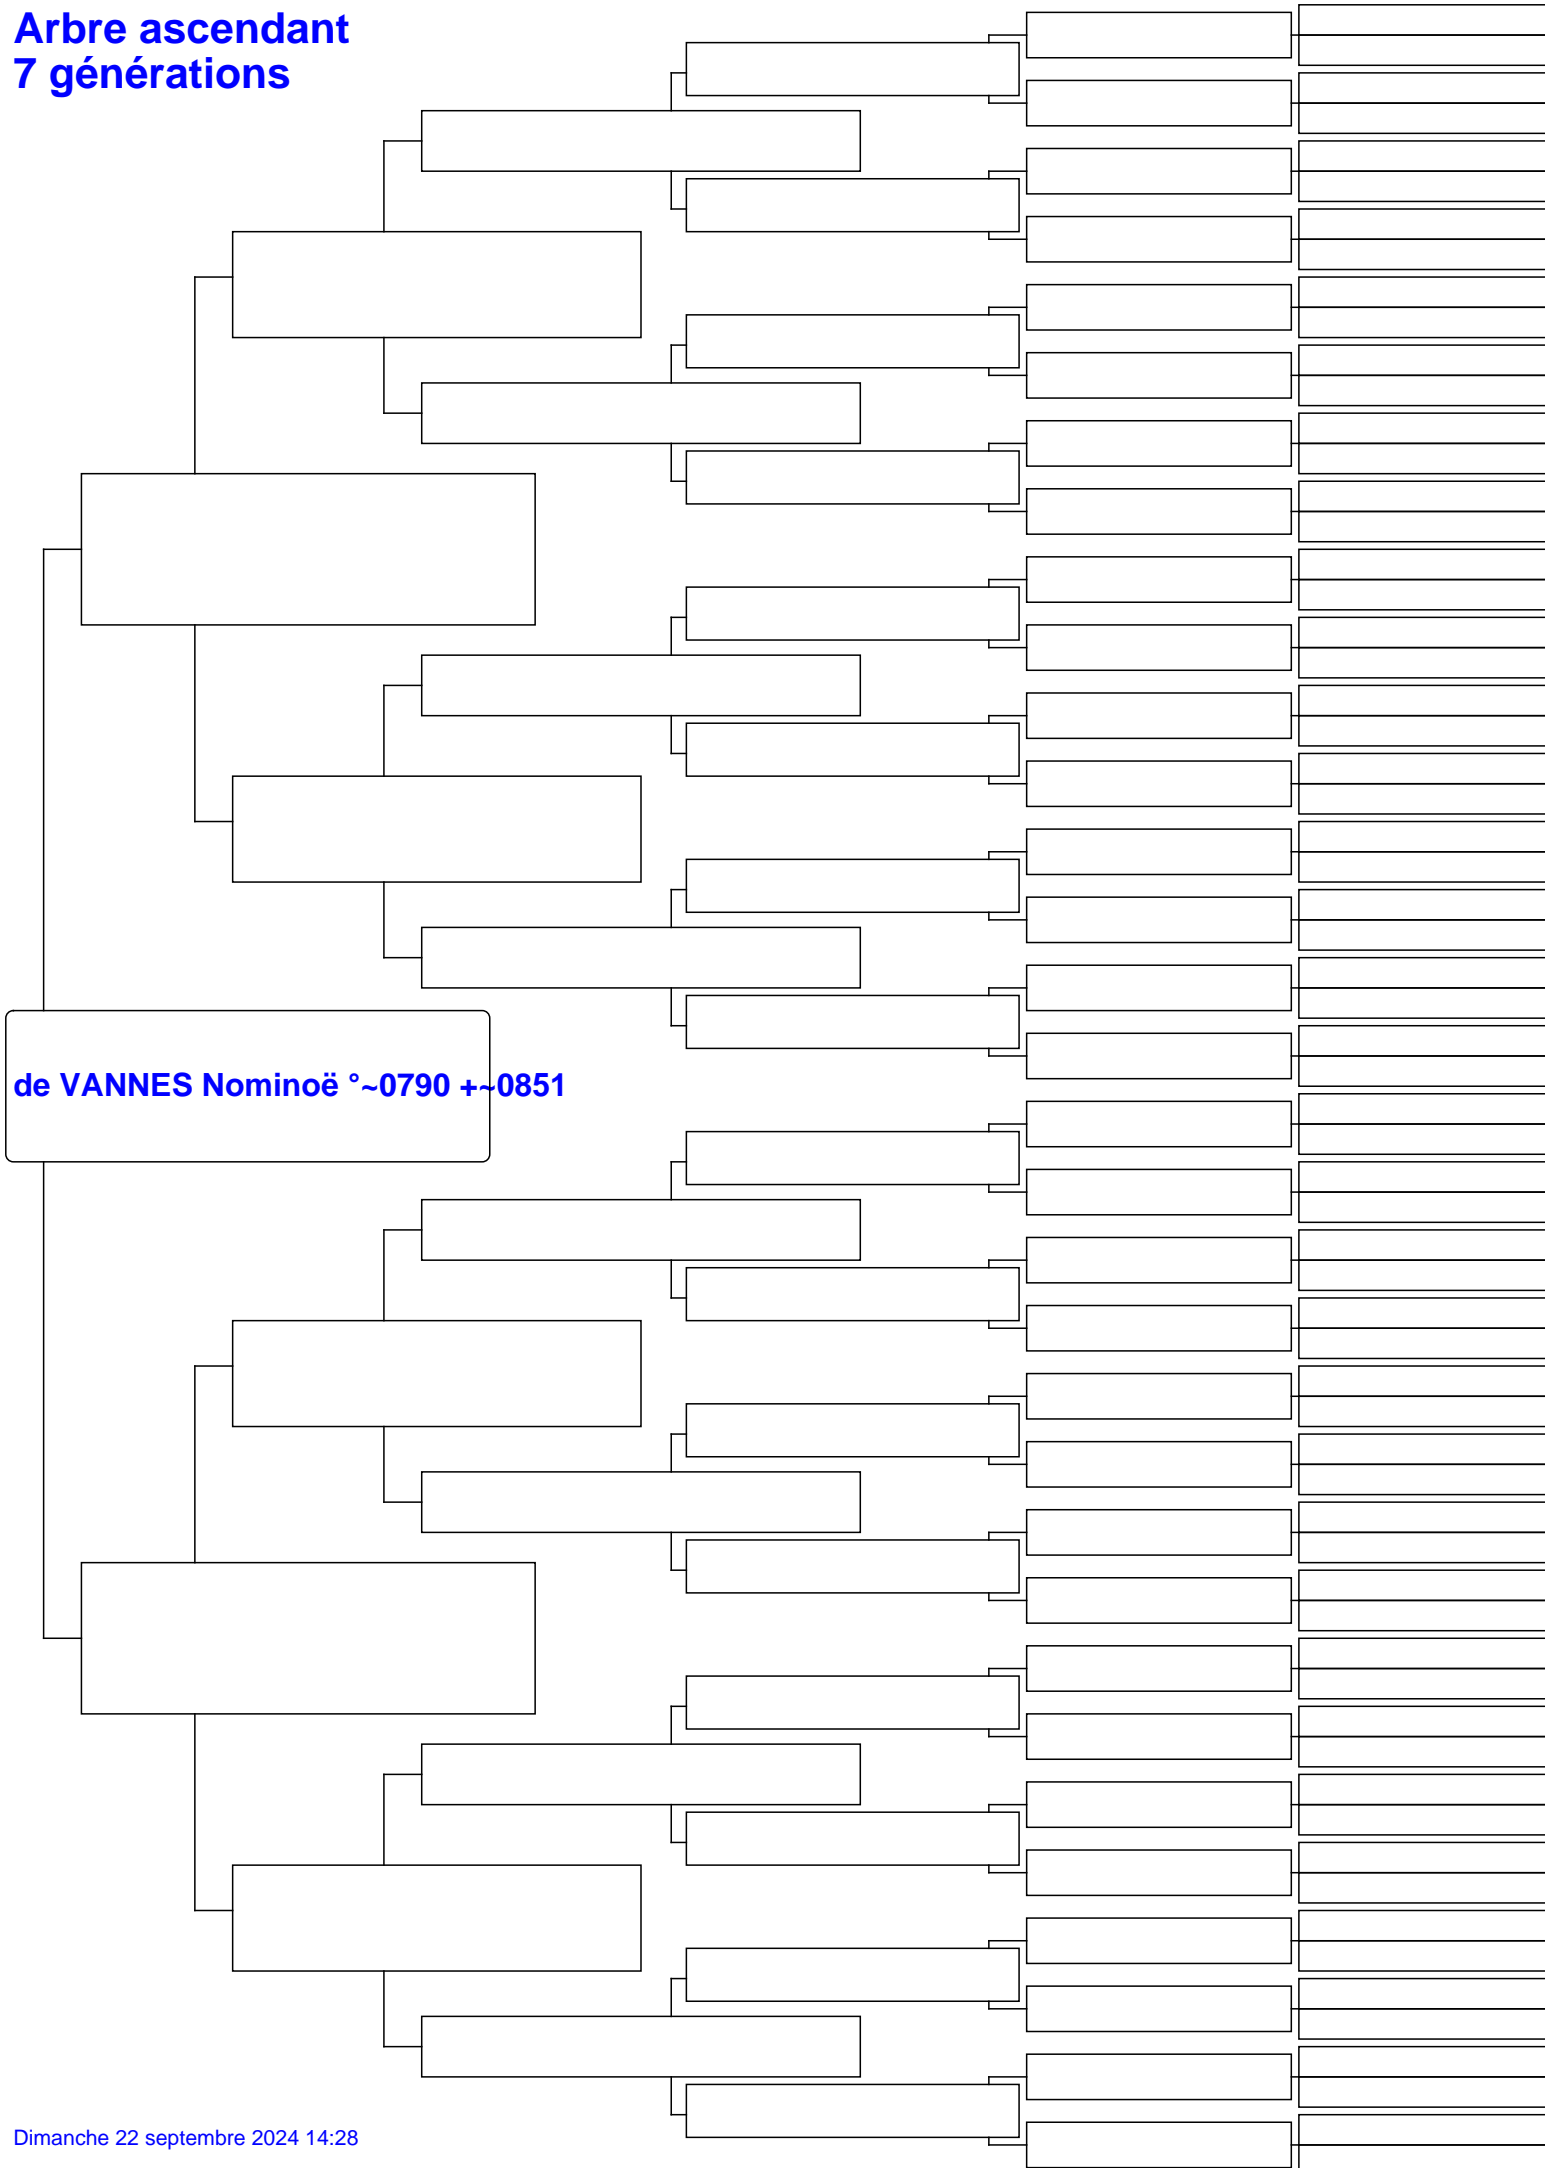 Arbre ascendant
7 générations
de VANNES Nominoë °~0790 +~0851
Dimanche 22 septembre 2024 14:28